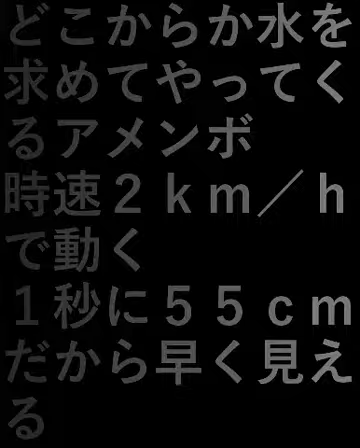 どこからか水を
求めてやってく
るアメンボ
時速２ｋｍ／ｈ
で動く
１秒に５５ｃｍ
だから早く見え
る